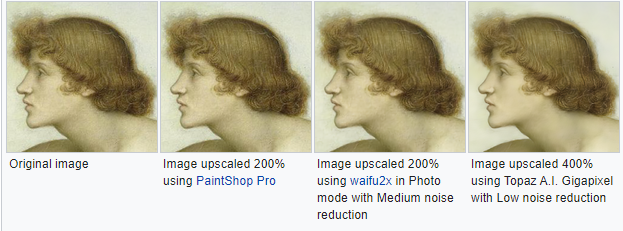 Original image
Image upscaled 200%
using PaintShop Pro
Image upscaled 200%
using waifu2x in Photo
mode with Medium noise
reduction
Image upscaled 400%
using Topaz A.I. Gigapixel
with Low noise reduction